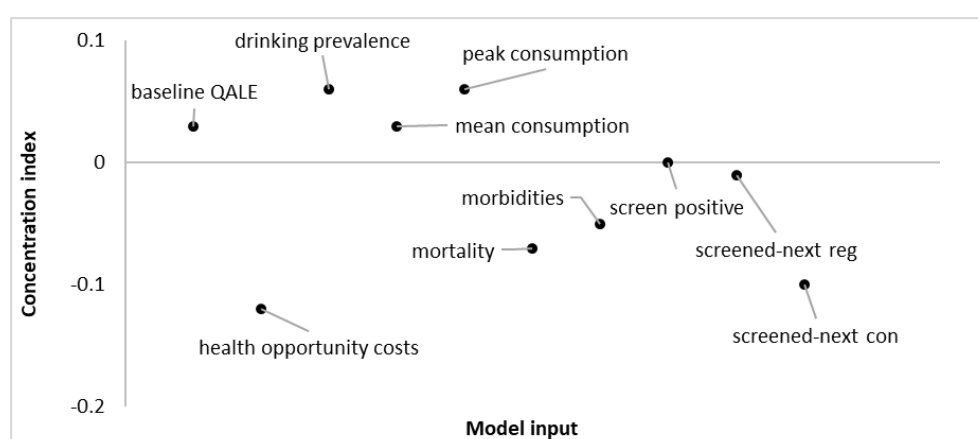 0.1
drinking prevalence
peak consumption
baseline QALE
mean consumption
0
morbidities
screen positive
mortality
screened-next reg
-0.1
screened-next con
health opportunity costs
-0.2
Concentration index
Model input